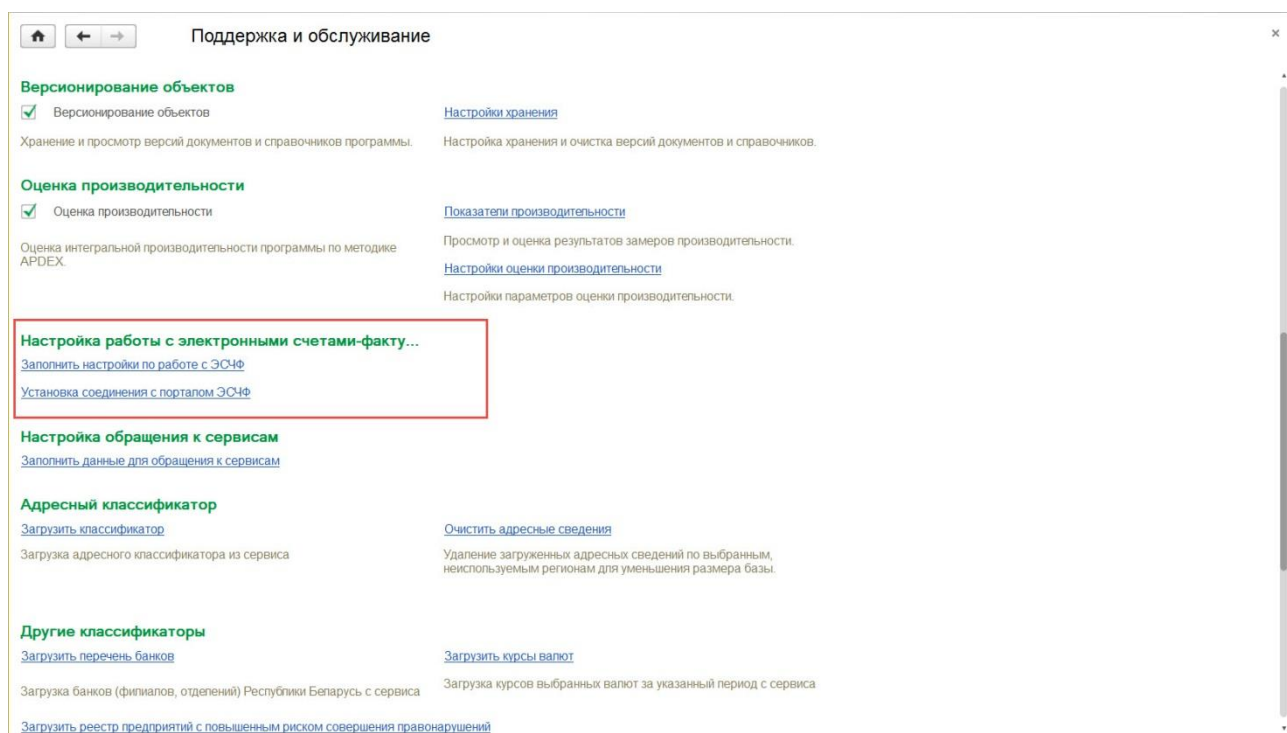 Поддержка и обслуживание
Версионирование объектов
Версионирование объектов
Настройки хранения
Хранение и просмотр версий документов и справочников программы.
Настройка хранения и очистка версий документов и справочников.
Оценка производительности
Оценка производительности
Показатели производительности
Оценка интегральной производительности программы по методике
APDEX.
Просмотр и оценка результатов замеров производительности.
Настройки оценки производительности
Настройки параметров оценки производительности.
Настройка работы с электронными счетами-факту...
Заполнить настройки по работе с ЭСЧФ
Установка соединения с порталом ЭСЧФ
Настройка обращения к сервисам
Заполнить данные для обращения к сервисам
Адресный классификатор
Загрузить классификатор
Очистить адресные сведения
Загрузка адресного классификатора из сервиса
Удаление загруженных адресных сведений по выбранным,
неиспользуемым регионам для уменьшения размера базы.
Другие классификаторы
Загрузить перечень банков
Загрузить курсы валют
Загрузка банков (филиалов, отделений) Республики Беларусь с сервиса
Загрузка курсов выбранных валют за указанный период с сервиса
Загрузить реестр предприятий с повышенным риском совершения правонарушений